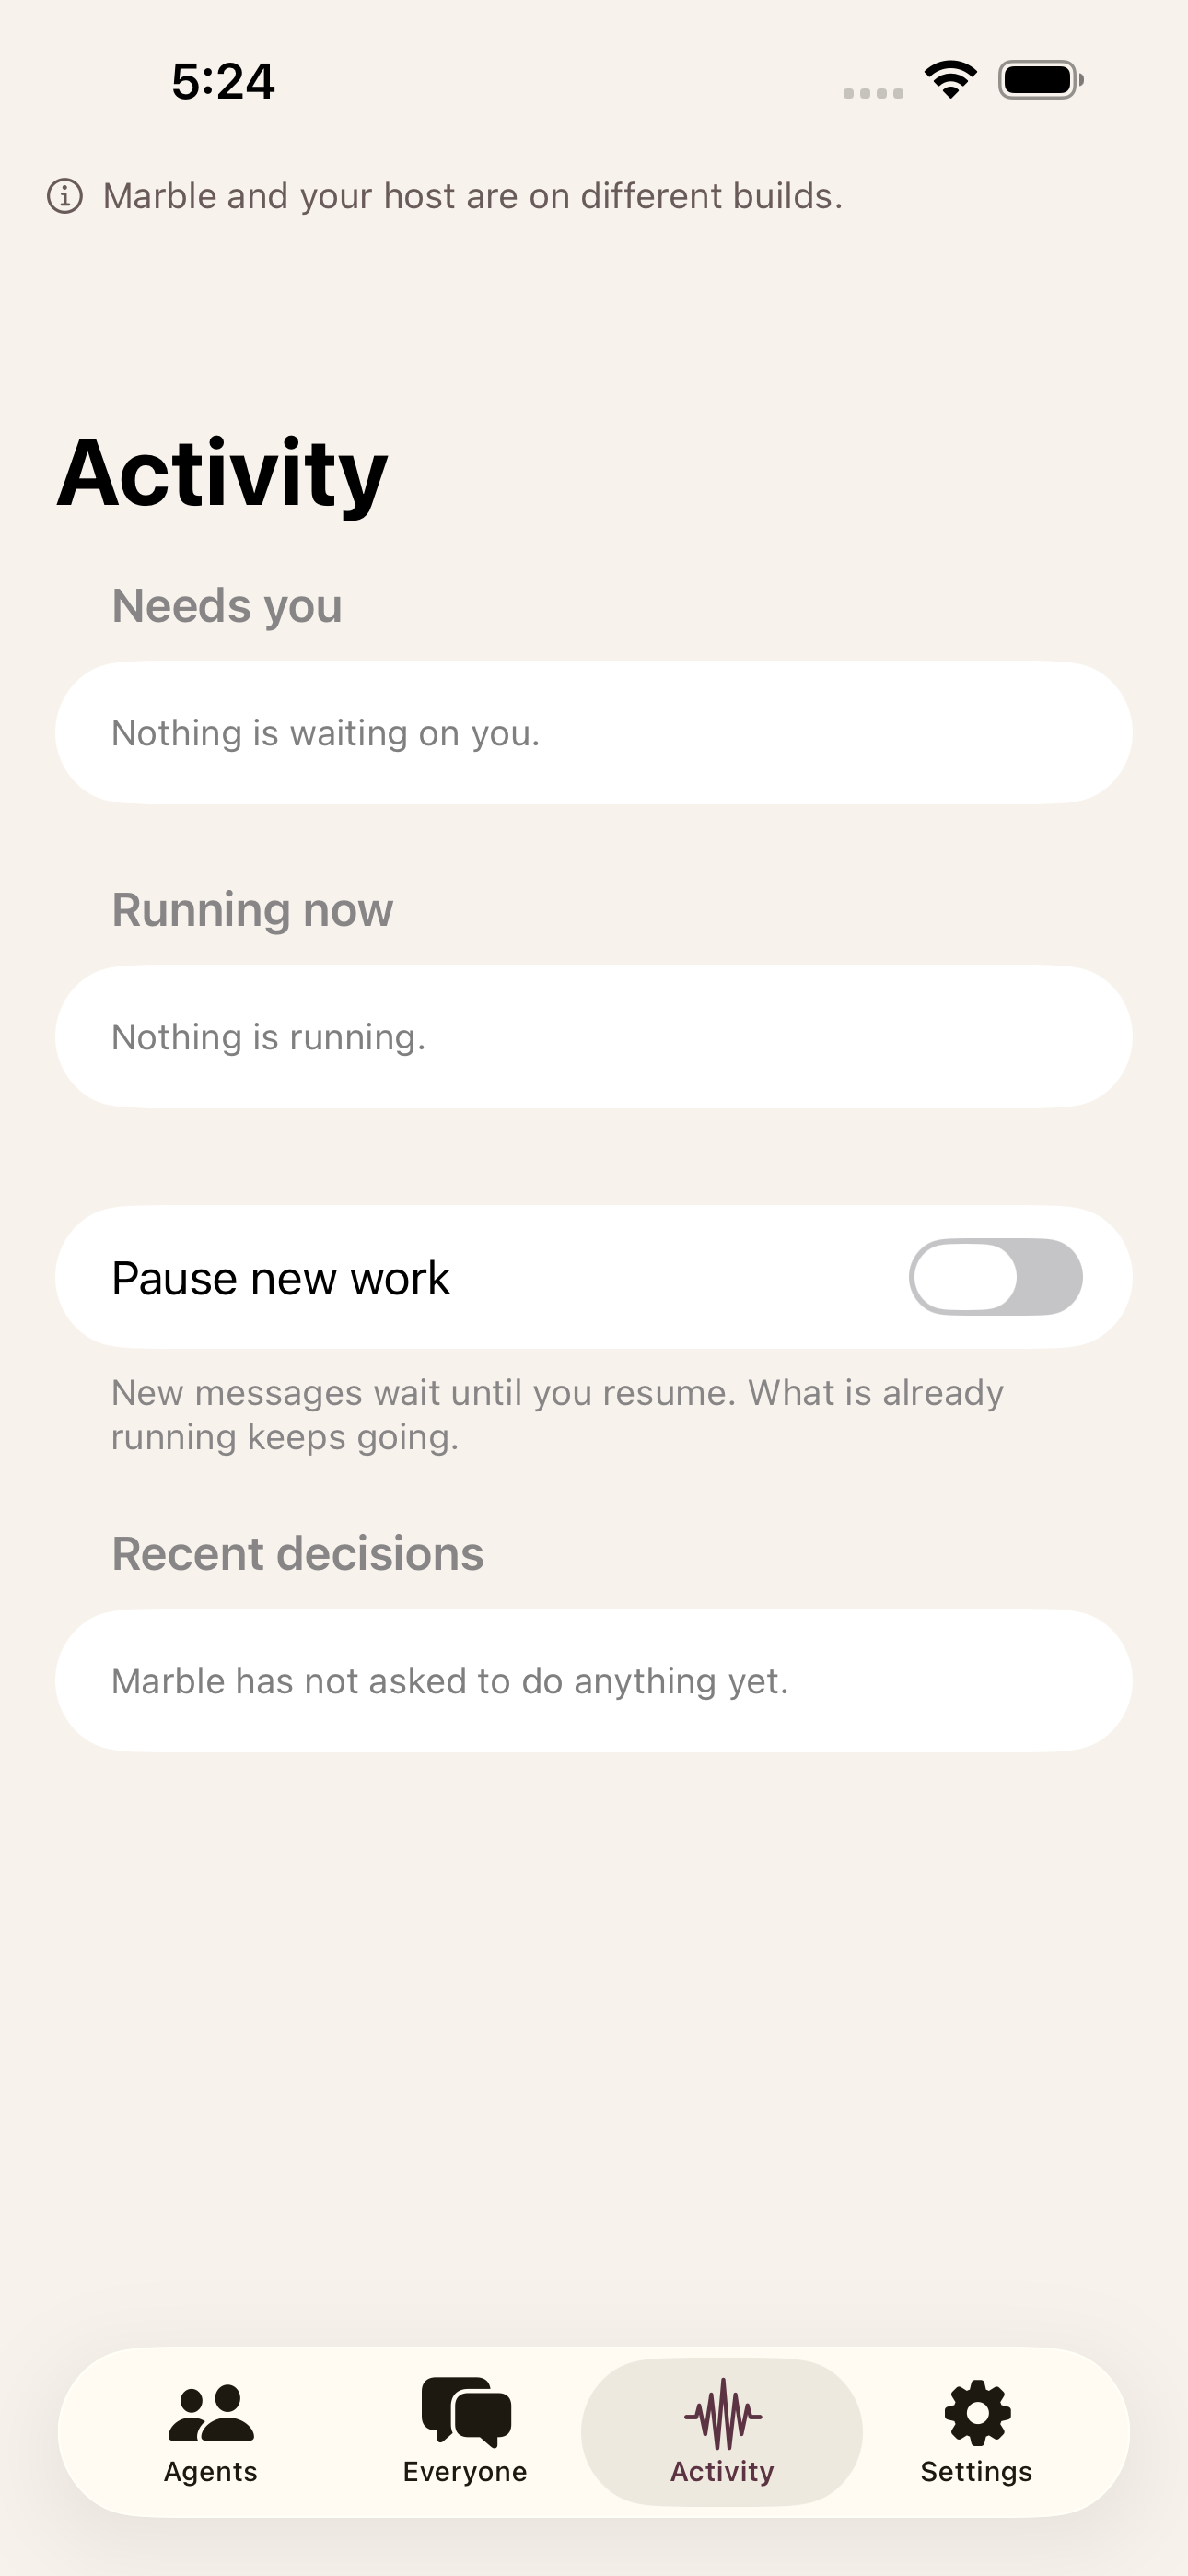 5:24
Marble and your host are on different builds.
Activity
Needs you
Nothing is waiting on you.
Running now
Nothing is running.
Pause new work
New messages wait until you resume. What is already
running keeps going.
Recent decisions
Marble has not asked to do anything yet.
Agents
Everyone
Activity
Settings